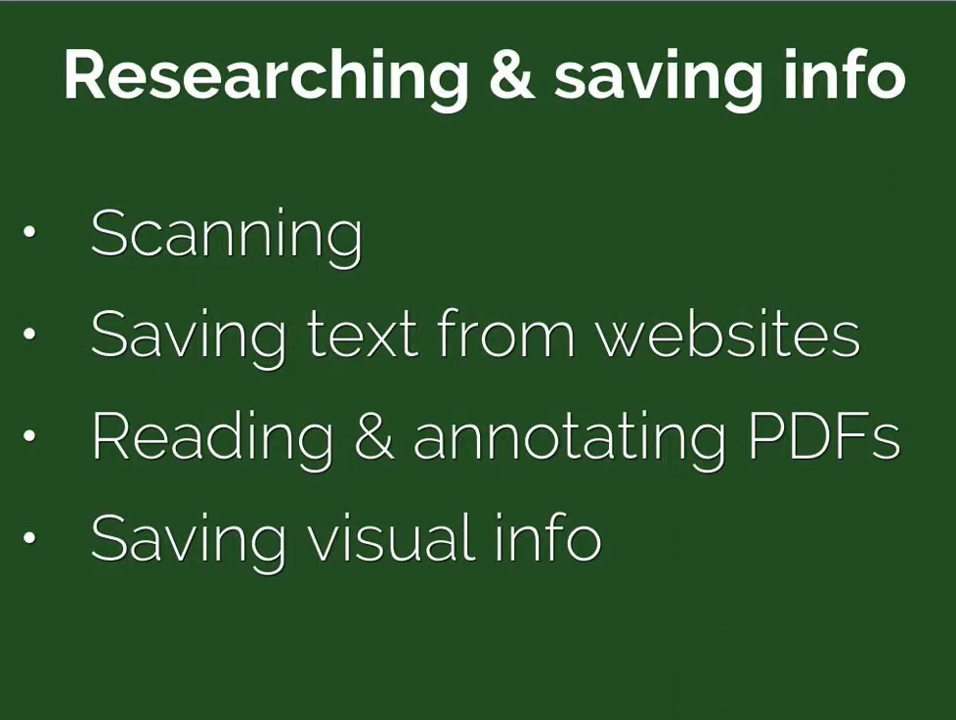 Researching & saving info
• Scanning
• Saving text from websites
• Reading & annotating PDFs
• Saving visual info